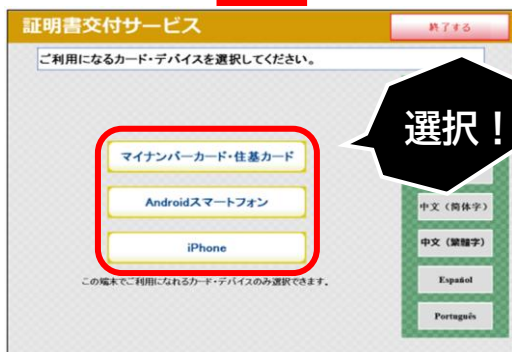 証明書交付サービス
終了する
ご利用になるカード・デバイスを選択してください。
選択！
マイナンバーカード・住基カード
Androidスマートフォン
iPhone
この端末でご利用になれるカード・デバイスのみ選択できます。
中文（简体字）
中文（繁體字）
Español
Português